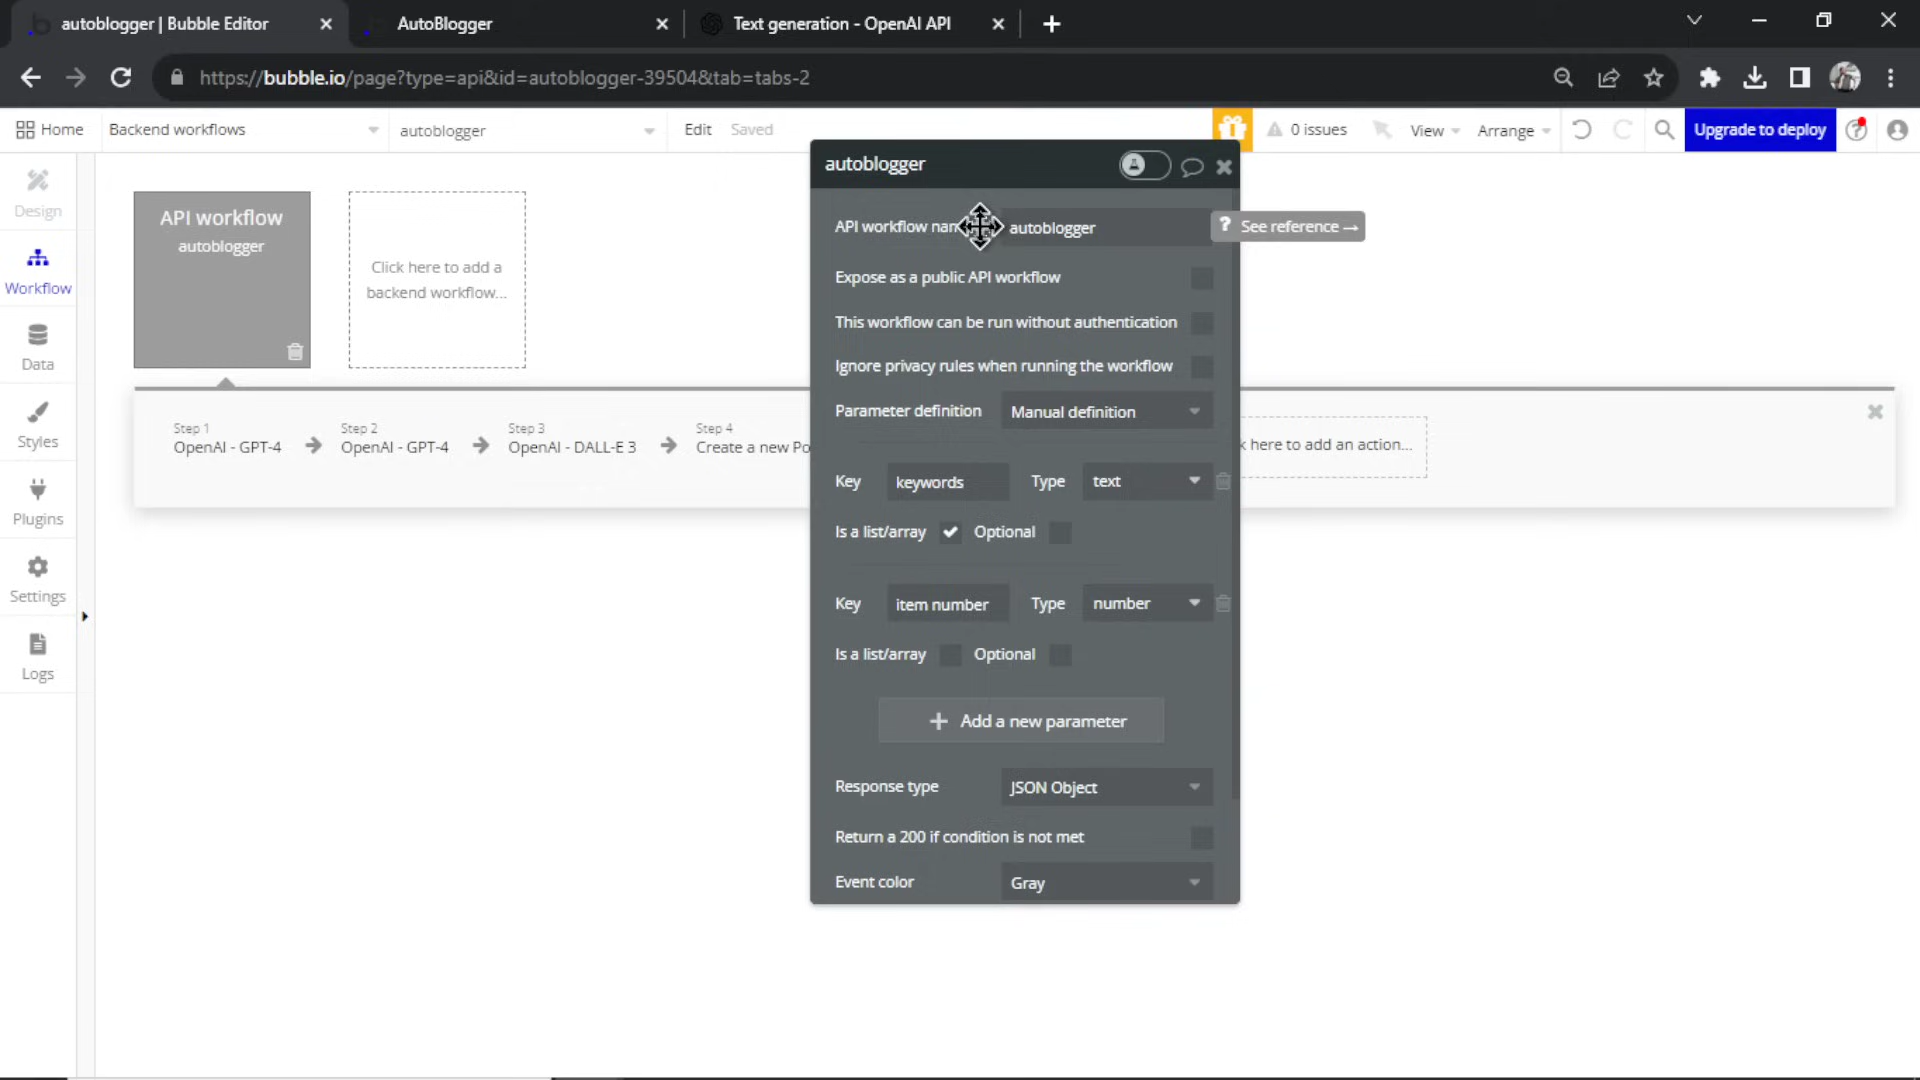 autoblogger | Bubble Editor
AutoBlogger
Text generation - OpenAI API
https://bubble.io/page?type=api&id=autoblogger-39504&tab=tabs-2
Home
Backend workflows
autoblogger
Edit
Saved
0 issues
View
Arrange
Upgrade to deploy
Design
Workflow
Data
Styles
Plugins
Settings
Logs
API workflow
autoblogger
Click here to add a
backend workflow...
Step 1
OpenAI - GPT-4
Step 2
OpenAI - GPT-4
Step 3
OpenAI - DALL-E 3
Step 4
Create a new Po
k here to add an action...
autoblogger
API workflow nam
autoblogger
? See reference →
Expose as a public API workflow
This workflow can be run without authentication
Ignore privacy rules when running the workflow
Parameter definition
Manual definition
Key
keywords
Type
text
Is a list/array
Optional
Key
item number
Type
number
Is a list/array
Optional
+ Add a new parameter
Response type
JSON Object
Return a 200 if condition is not met
Event color
Gray